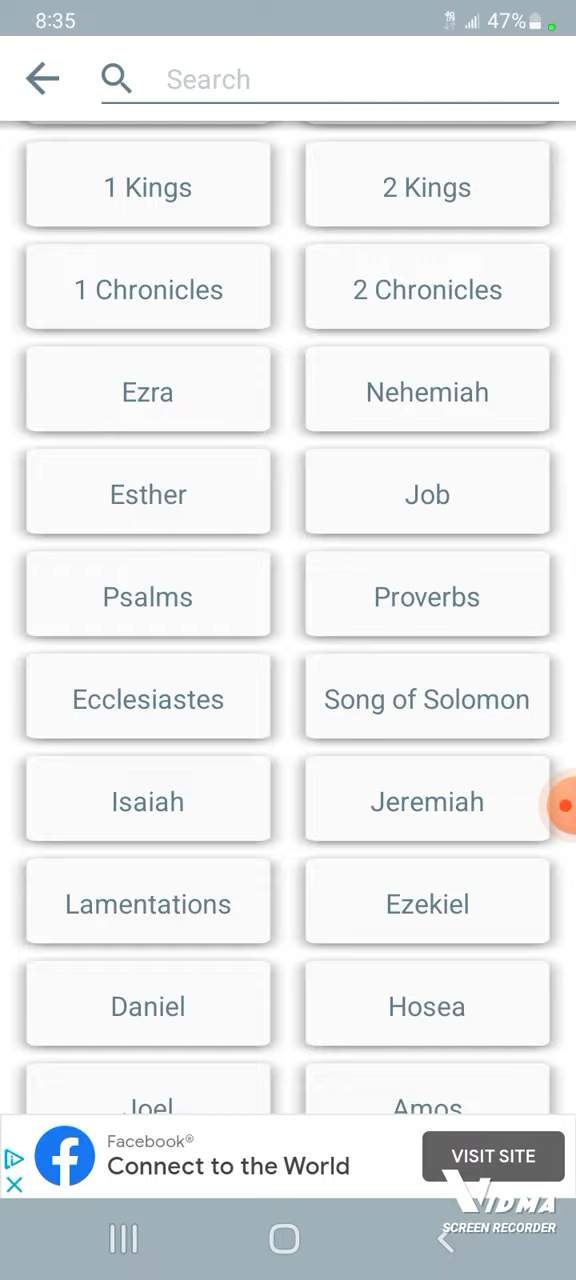 8:35
47%
Search
1 Kings
2 Kings
1 Chronicles
2 Chronicles
Ezra
Nehemiah
Esther
Job
Psalms
Proverbs
Ecclesiastes
Song of Solomon
Isaiah
Jeremiah
Lamentations
Ezekiel
Daniel
Hosea
Joel
Amos
Facebook®
Connect to the World
VISIT SITE
VIDMA
SCREEN RECORDER